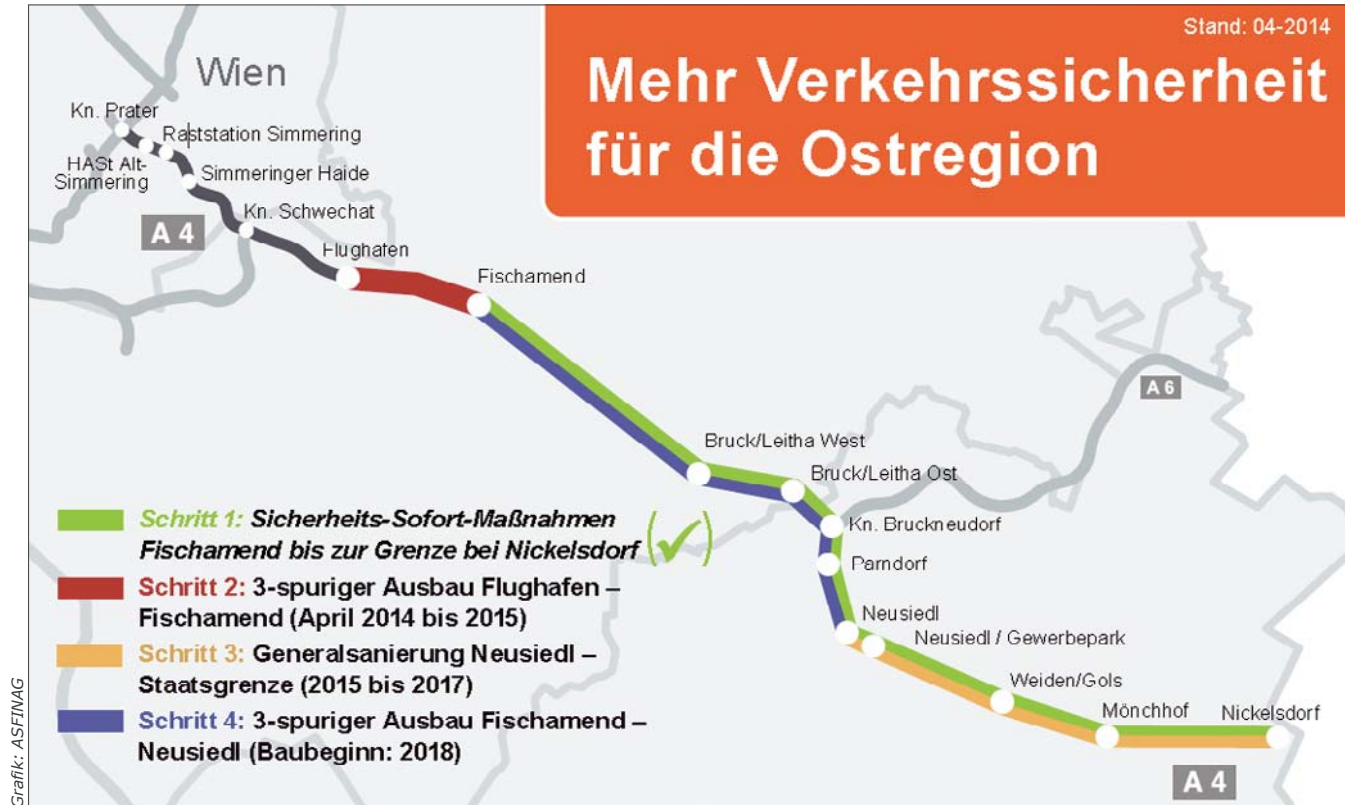 Stand: 04-2014
Mehr Verkehrssicherheit
für die Ostregion
Wien
Kn. Prater
Raststation Simmering
HASt Alt-
Simmering
Simmeringer Haide
Kn. Schwechat
A 4
Flughafen
Fischamend
A 6
Bruck/Leitha West
Bruck/Leitha Ost
Kn. Bruckneudorf
Parndorf
Neusiedl
Neusiedl / Gewerbepark
Weiden/Gols
Mönchhof
Nickelsdorf
A 4
Schritt 1: Sicherheits-Sofort-Maßnahmen
Fischamend bis zur Grenze bei Nickelsdorf (✓)
Schritt 2: 3-spuriger Ausbau Flughafen –
Fischamend (April 2014 bis 2015)
Schritt 3: Generalsanierung Neusiedl –
Staatsgrenze (2015 bis 2017)
Schritt 4: 3-spuriger Ausbau Fischamend –
Neusiedl (Baubeginn: 2018)
Grafik: ASFINAG